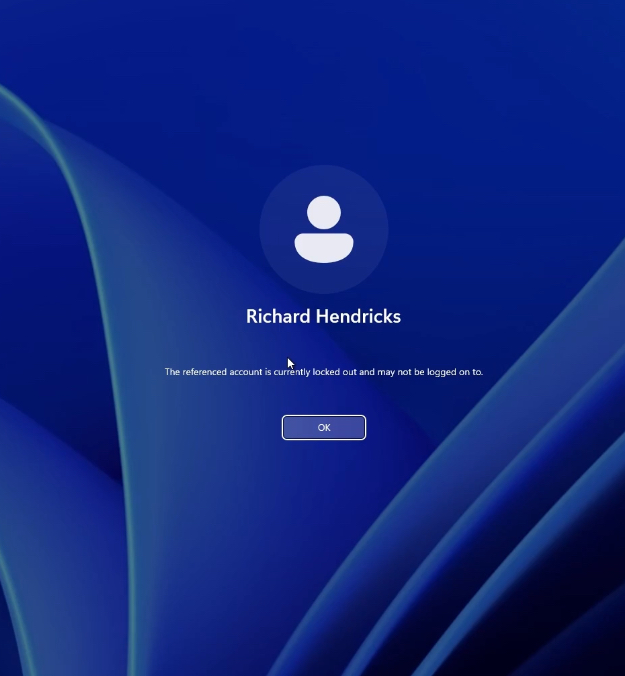 Richard Hendricks
The referenced account is currently locked out and may not be logged on to.
OK